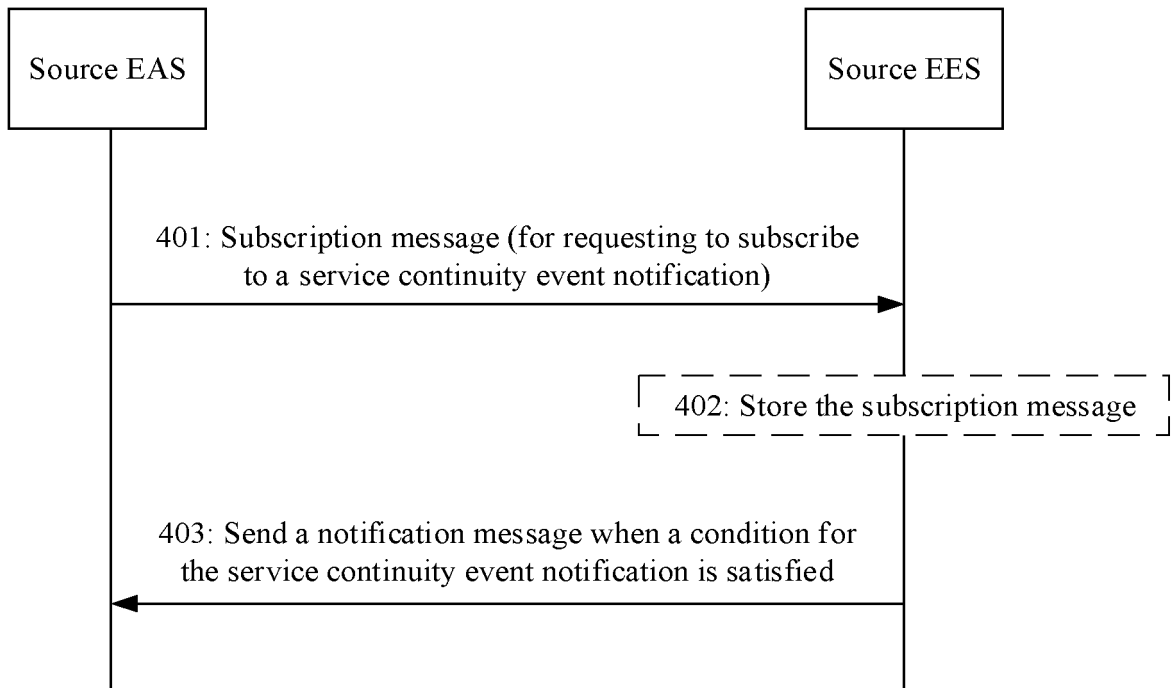 Source EAS
Source EES
401: Subscription message (for requesting to subscribe
to a service continuity event notification)
402: Store the subscription message
403: Send a notification message when a condition for
the service continuity event notification is satisfied